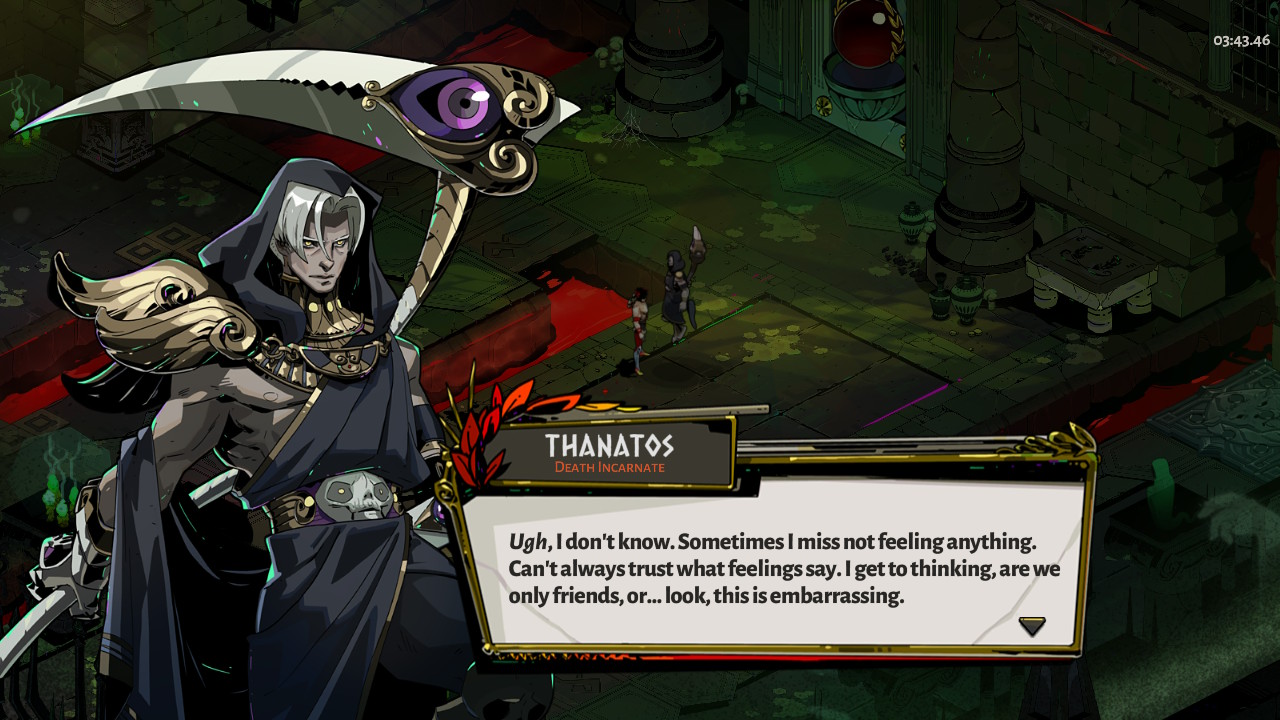 03:43.46
THANATOS
DEATH INCARNATE
Ugh, I don't know. Sometimes I miss not feeling anything.
Can't always trust what feelings say. I get to thinking, are we
only friends, or... look, this is embarrassing.